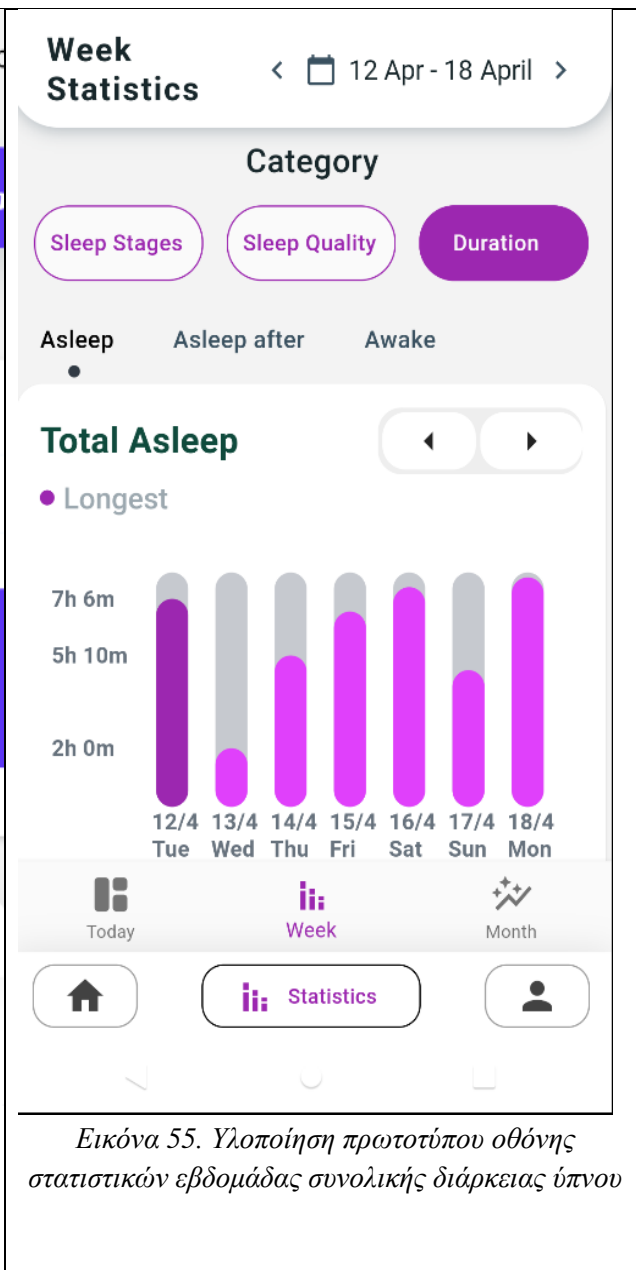 Week
Statistics
12 Apr - 18 April
Category
Sleep Stages
Sleep Quality
Duration
Asleep
Asleep after
Awake
Total Asleep
Longest
7h 6m
5h 10m
2h 0m
12/4 13/4 14/4 15/4 16/4 17/4 18/4
Tue Wed Thu Fri Sat Sun Mon
Today
Week
Month
Statistics
Εικόνα 55. Υλοποίηση πρωτοτύπου οθόνης
στατιστικών εβδομάδας συνολικής διάρκειας ύπνου